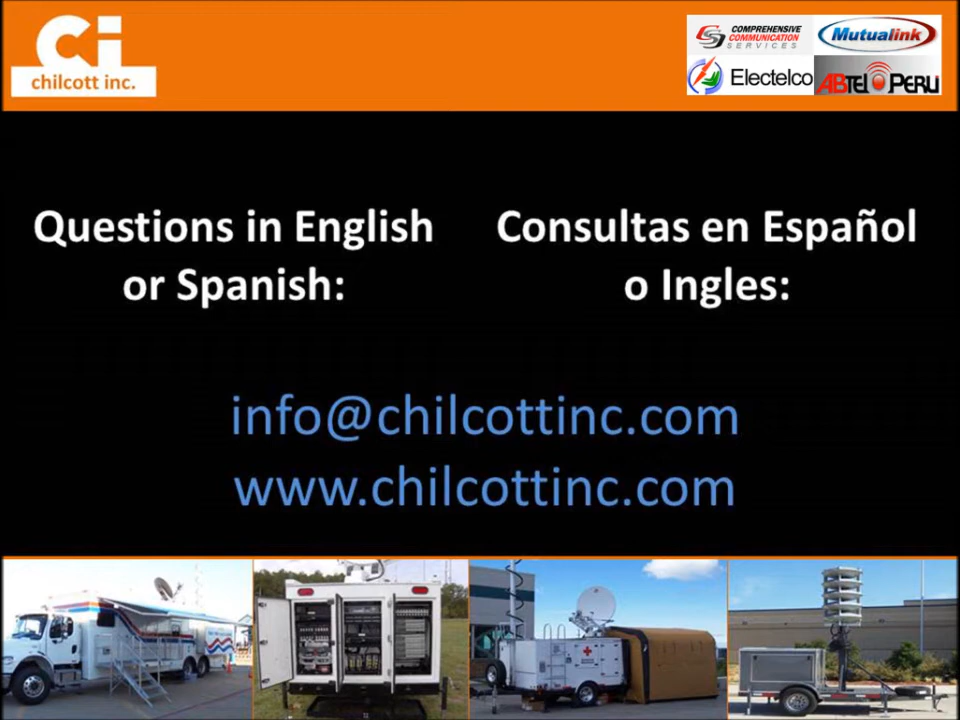 Ci
chilcott inc.
COMPREHENSIVE
COMMUNICATION
SERVICES
Mutualink
Electelco
ABTEL PERU
Questions in English
or Spanish:
Consultas en Español
o Ingles:
info@chilcottinc.com
www.chilcottinc.com